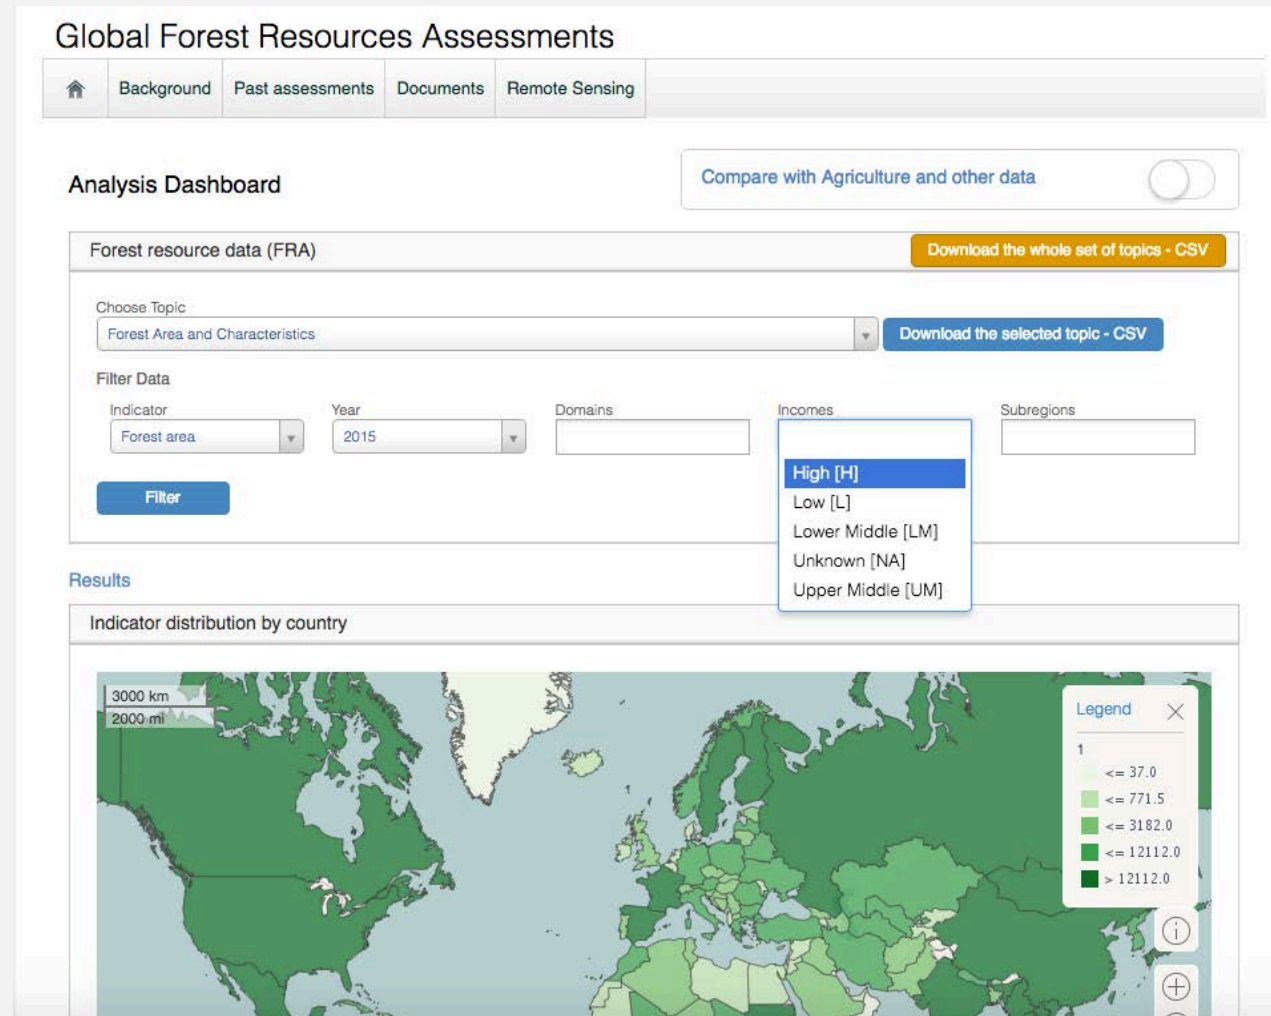 Global Forest Resources Assessments
Background Past assessments Documents Remote Sensing
Analysis Dashboard
Compare with Agriculture and other data
Forest resource data (FRA)
Download the whole set of topics - CSV
Choose Topic
Forest Area and Characteristics
Download the selected topic - CSV
Filter Data
Indicator Year Domains Incomes Subregions
Forest area 2015
High [H]
Low [L]
Lower Middle [LM]
Unknown [NA]
Upper Middle [UM]
Filter
Results
Indicator distribution by country
3000 km
2000 mi
Legend
1
<= 37.0
<= 771.5
<= 3182.0
<= 12112.0
> 12112.0